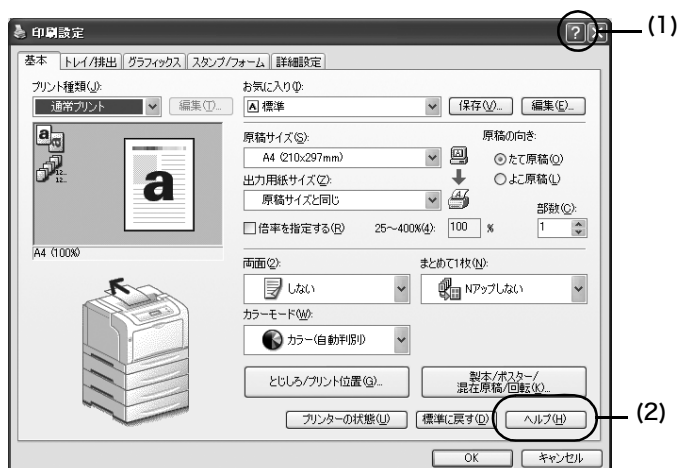 印刷設定
? (1)
基本 トレイ/排出 グラフィックス スタンプ/フォーム 詳細設定
プリント種類(J):
通常プリント 編集(T)...
お気に入り(I):
A 標準 保存(V)... 編集(E)...
原稿サイズ(S):
A4 (210x297mm)
原稿の向き:
たて原稿(O)
よこ原稿(L)
出力用紙サイズ(Z):
原稿サイズと同じ
部数(C):
倍率を指定する(R) 25～400%(4): 100 % 1
a
A4 (100%)
両面(2):
しない
まとめて1枚(N):
Nアップしない
カラーモード(W):
カラー(自動判別)
とじしろ/プリント位置(G)...
製本/ポスター/
混在原稿/回転(K)...
プリンターの状態(U) 標準に戻す(D) ヘルプ(H) (2)
OK キャンセル